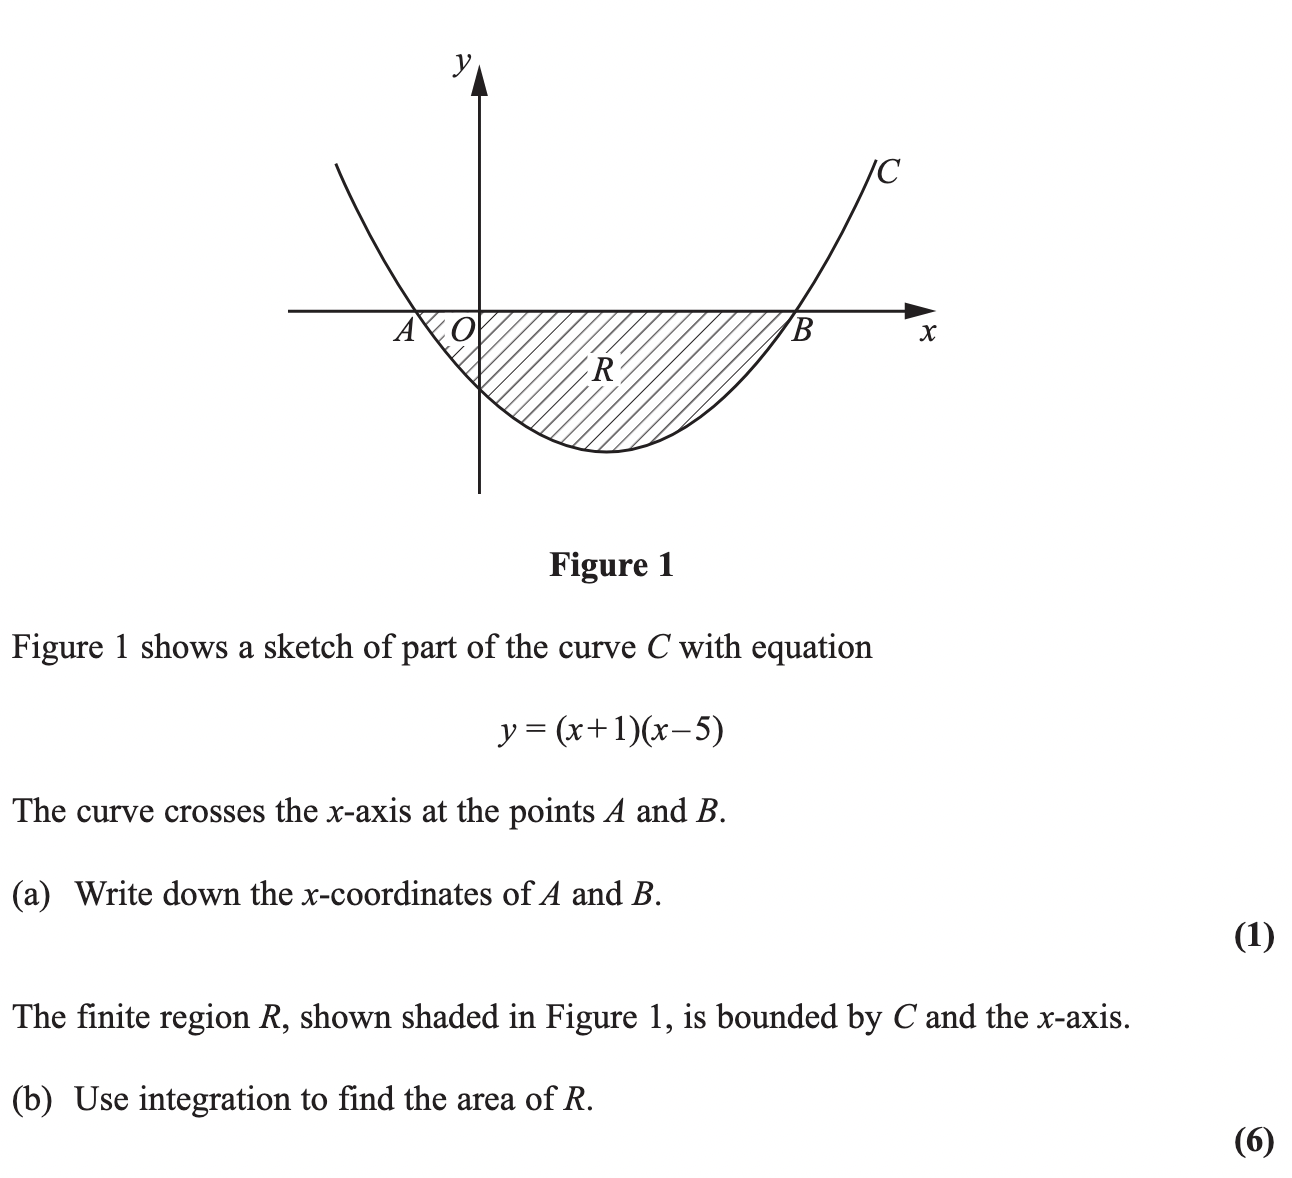 y
C
A O B x
R
Figure 1
Figure 1 shows a sketch of part of the curve C with equation
y = (x+1)(x−5)
The curve crosses the x-axis at the points A and B.
(a) Write down the x-coordinates of A and B.
(1)
The finite region R, shown shaded in Figure 1, is bounded by C and the x-axis.
(b) Use integration to find the area of R.
(6)